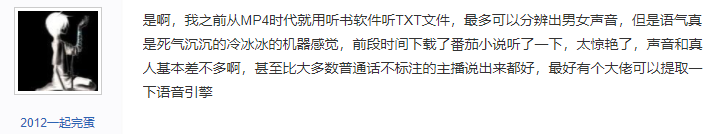 是啊，我之前从MP4时代就用听书软件听TXT文件，最多可以分辨出男女声音，但是语气真
是死气沉沉的冷冰冰的机器感觉，前段时间下载了番茄小说听了一下，太惊艳了，声音和真
人基本差不多啊，甚至比大多数普通话不标注的主播说出来都好，最好有个大佬可以提取一
下语音引擎
2012一起完蛋